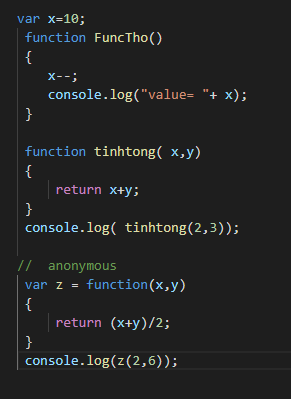 var x=10;
function FuncTho()
{
x--;
console.log("value= "+ x);
}
function tinhtong( x,y)
{
return x+y;
}
console.log( tinhtong(2,3));
//  anonymous
var z = function(x,y)
{
return (x+y)/2;
}
console.log(z(2,6));